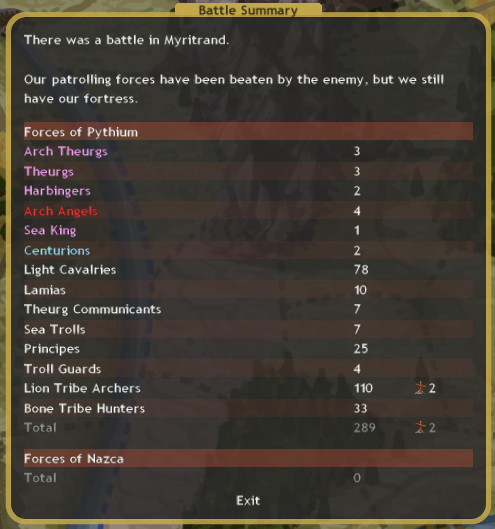 Battle Summary
There was a battle in Myritrand.
Our patrolling forces have been beaten by the enemy, but we still
have our fortress.
Forces of Pythium
Arch Theurgs 3
Theurgs 3
Harbingers 2
Arch Angels 4
Sea King 1
Centurions 2
Light Cavalries 78
Lamias 10
Theurg Communicants 7
Sea Trolls 7
Principes 25
Troll Guards 4
Lion Tribe Archers 110 2
Bone Tribe Hunters 33
Total 289 2
Forces of Nazca
Total 0
Exit